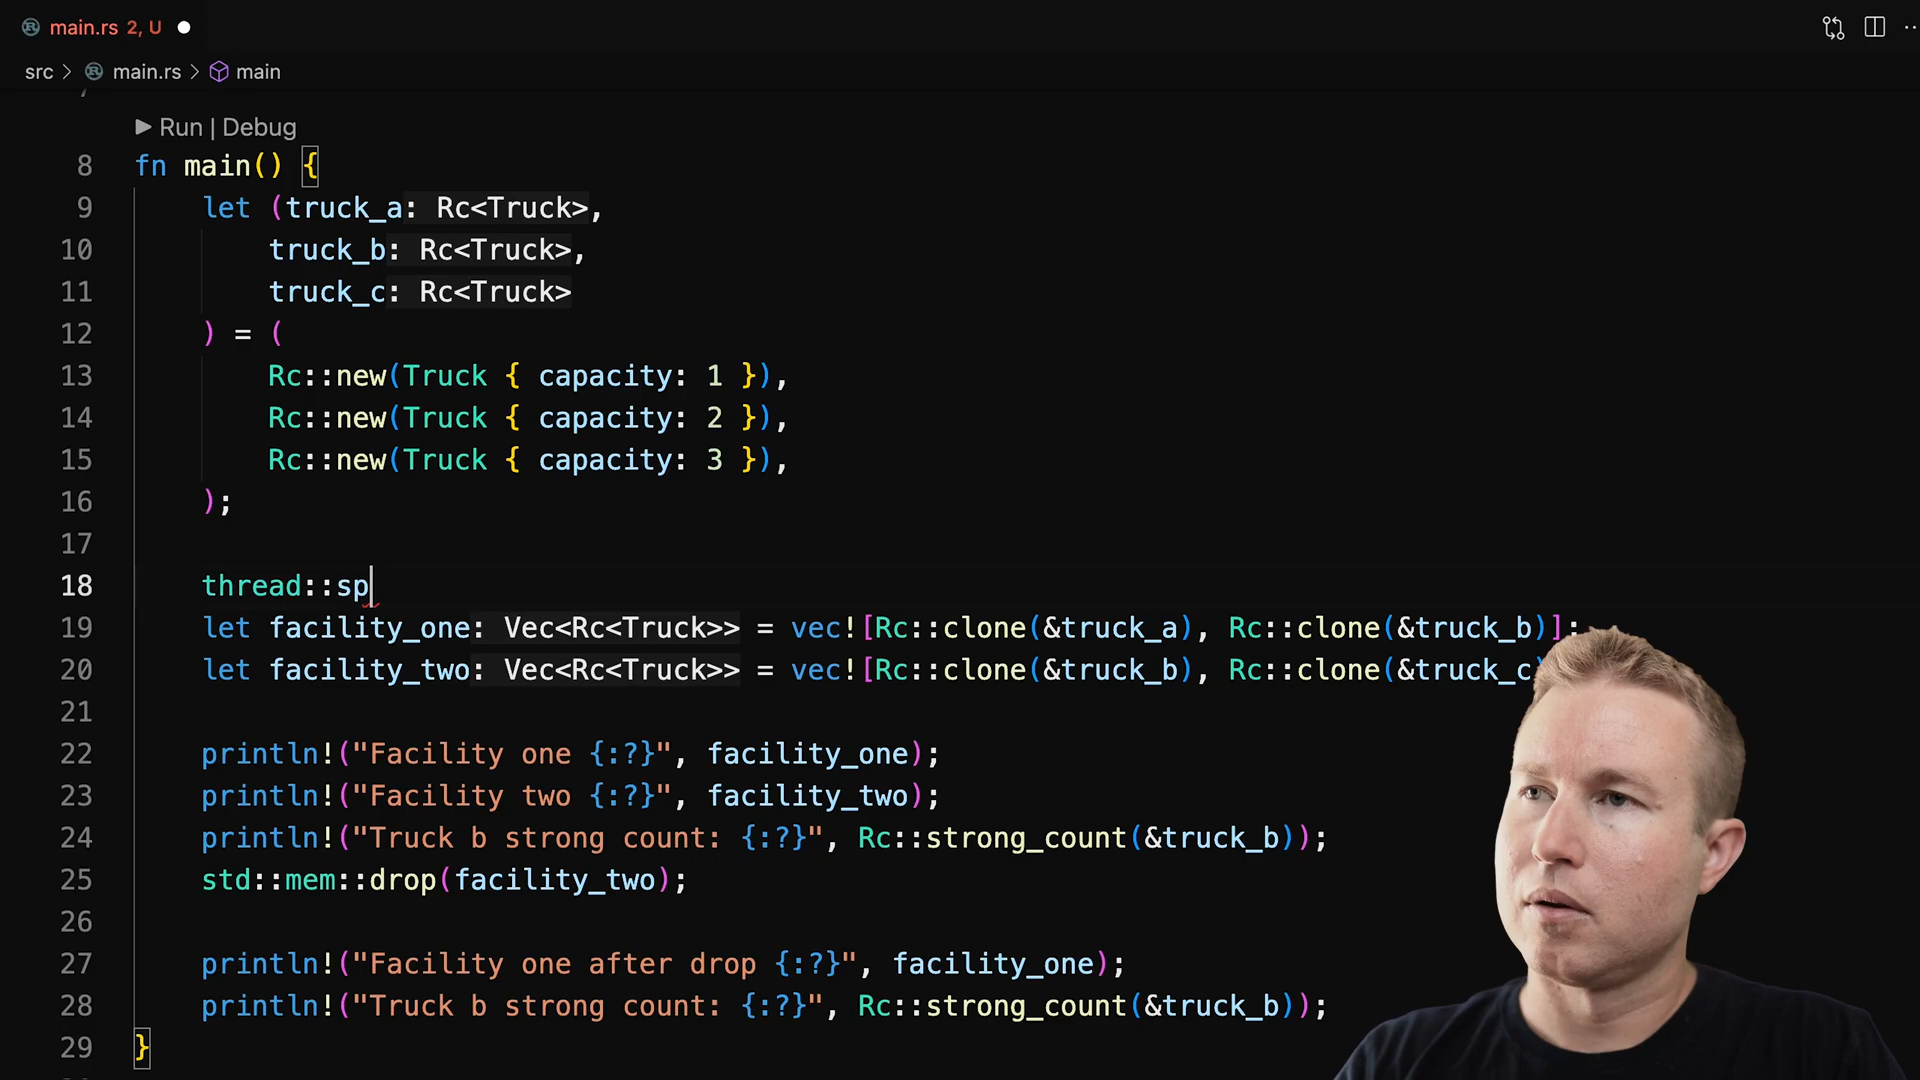 main.rs 2, U
src > main.rs > main
Run | Debug
8 fn main() {
9 let (truck_a: Rc<Truck>,
10 truck_b: Rc<Truck>,
11 truck_c: Rc<Truck>
12 ) = (
13 Rc::new(Truck { capacity: 1 }),
14 Rc::new(Truck { capacity: 2 }),
15 Rc::new(Truck { capacity: 3 }),
16 );
17
18 thread::sp
19 let facility_one: Vec<Rc<Truck>> = vec![Rc::clone(&truck_a), Rc::clone(&truck_b)];
20 let facility_two: Vec<Rc<Truck>> = vec![Rc::clone(&truck_b), Rc::clone(&truck_c)
21
22 println!("Facility one {:?}", facility_one);
23 println!("Facility two {:?}", facility_two);
24 println!("Truck b strong count: {:?}", Rc::strong_count(&truck_b));
25 std::mem::drop(facility_two);
26
27 println!("Facility one after drop {:?}", facility_one);
28 println!("Truck b strong count: {:?}", Rc::strong_count(&truck_b));
29 }